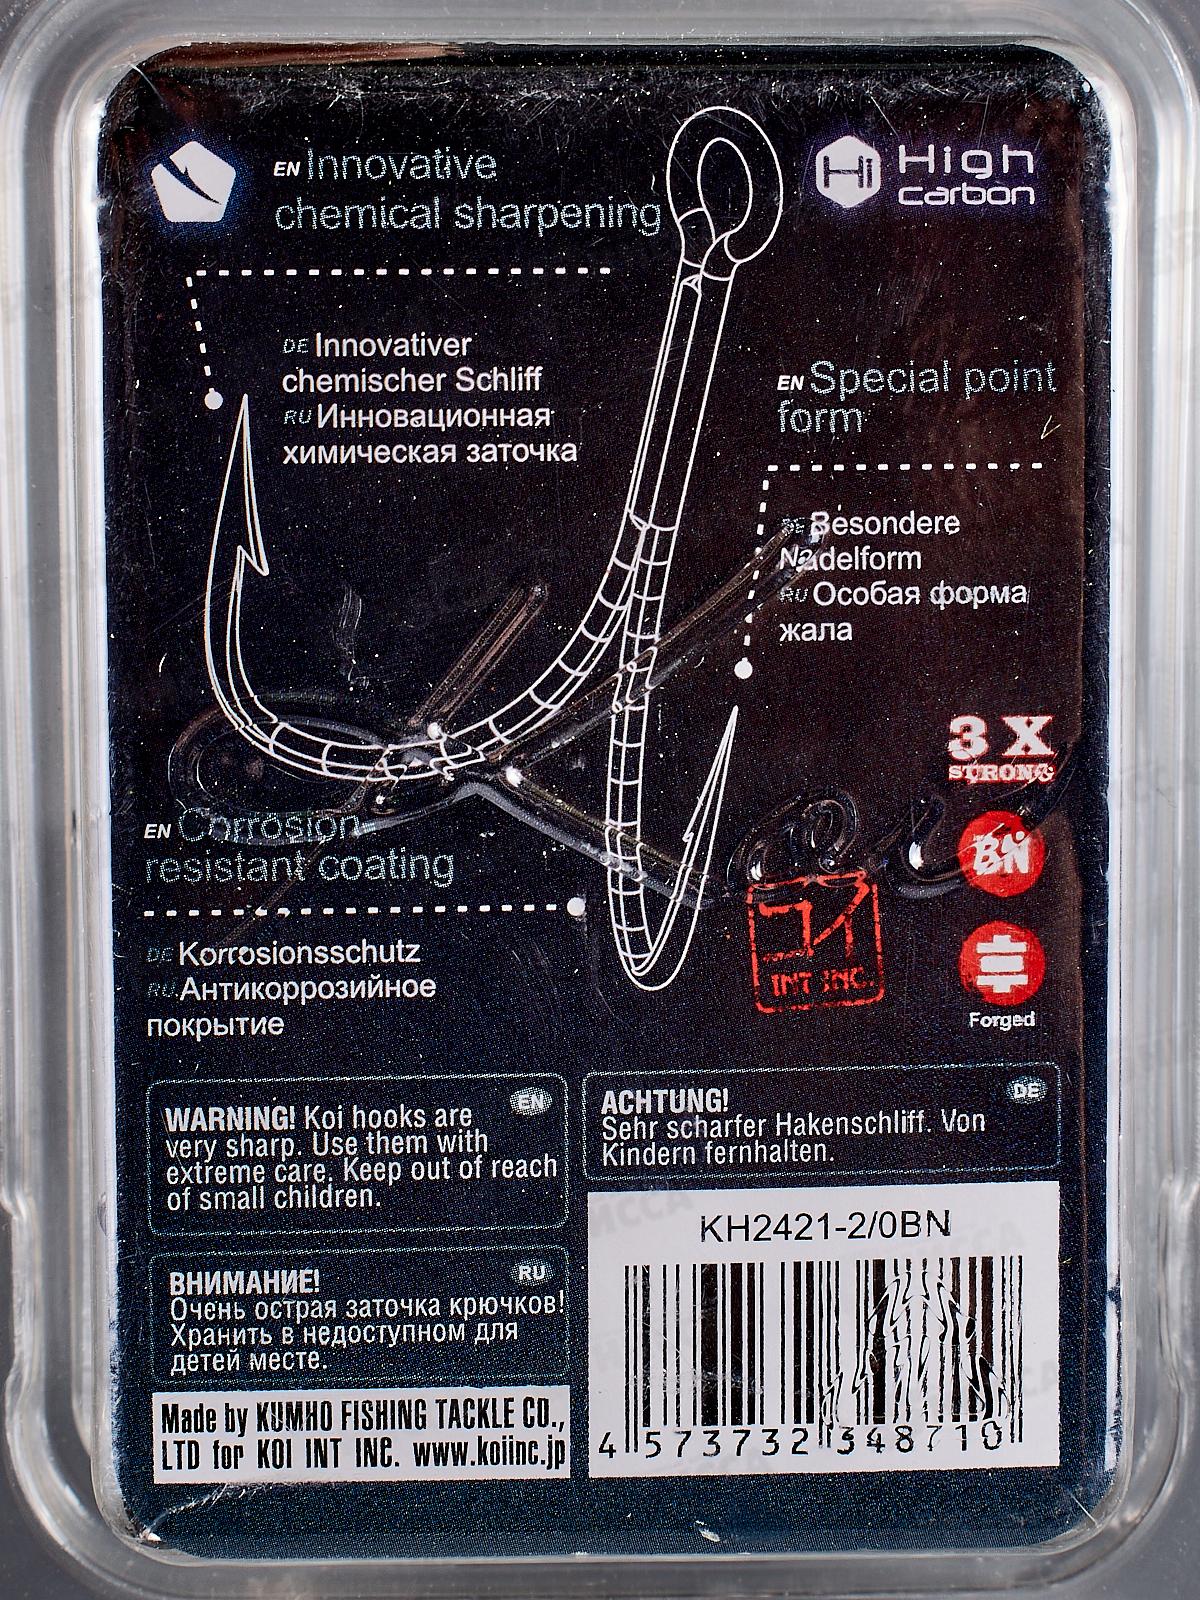 EN Innovative
chemical sharpening
Hi High
carbon
DE Innovativer
chemischer Schliff
RU Инновационная
химическая заточка
EN Special point
form
DE Besondere
Nadelform
RU Особая форма
жала
3 X
STRONG
BN
Forged
EN Corrosion
resistant coating
DE Korrosionsschutz
RU Антикоррозийное
покрытие
INT INC.
WARNING! Koi hooks are
very sharp. Use them with
extreme care. Keep out of reach
of small children.
EN
ACHTUNG!
Sehr scharfer Hakenschliff. Von
Kindern fernhalten.
DE
ВНИМАНИЕ!
Очень острая заточка крючков!
Хранить в недоступном для
детей месте.
RU
Made by KUMHO FISHING TACKLE CO.,
LTD for KOI INT INC. www.koiinc.jp
KH2421-2/0BN
4 573732 348710